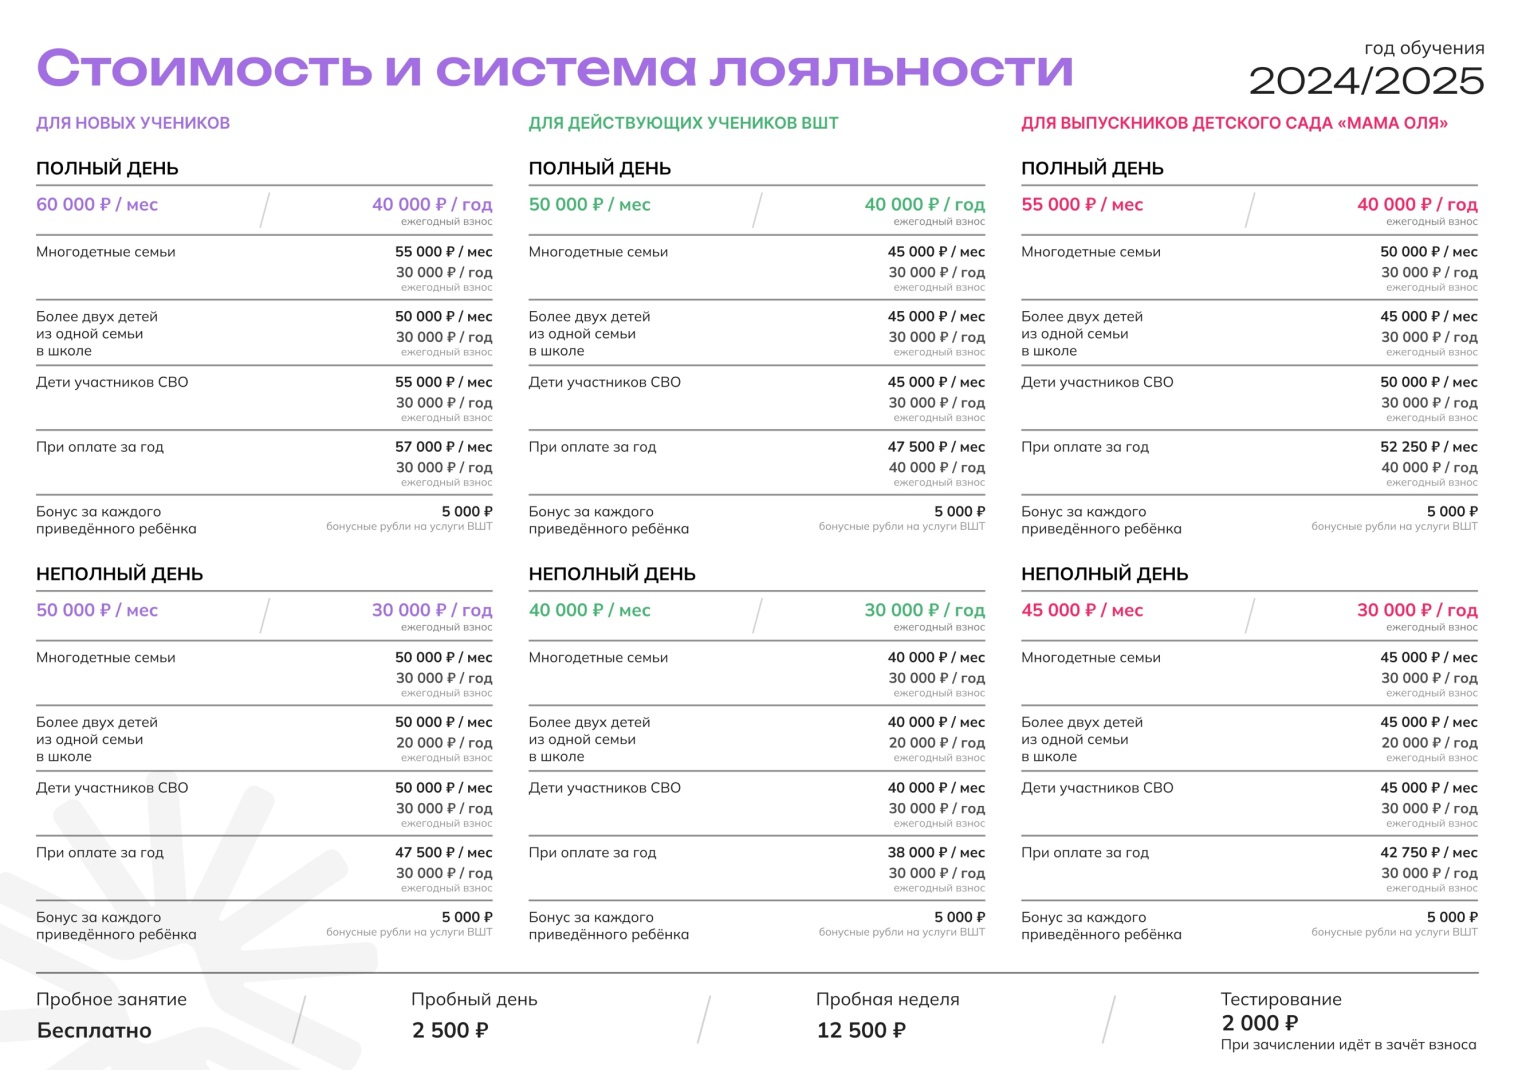 Стоимость и система лояльности
год обучения
2024/2025
ДЛЯ НОВЫХ УЧЕНИКОВ
ПОЛНЫЙ ДЕНЬ
60 000 ₽ / мес
40 000 ₽ / год
ежегодный взнос
Многодетные семьи
55 000 ₽ / мес
30 000 ₽ / год
ежегодный взнос
Более двух детей
из одной семьи
в школе
50 000 ₽ / мес
30 000 ₽ / год
ежегодный взнос
Дети участников СВО
55 000 ₽ / мес
30 000 ₽ / год
ежегодный взнос
При оплате за год
57 000 ₽ / мес
30 000 ₽ / год
ежегодный взнос
Бонус за каждого
приведённого ребёнка
5 000 ₽
бонусные рубли на услуги ВШТ
НЕПОЛНЫЙ ДЕНЬ
50 000 ₽ / мес
30 000 ₽ / год
ежегодный взнос
Многодетные семьи
50 000 ₽ / мес
30 000 ₽ / год
ежегодный взнос
Более двух детей
из одной семьи
в школе
50 000 ₽ / мес
20 000 ₽ / год
ежегодный взнос
Дети участников СВО
50 000 ₽ / мес
30 000 ₽ / год
ежегодный взнос
При оплате за год
47 500 ₽ / мес
30 000 ₽ / год
ежегодный взнос
Бонус за каждого
приведённого ребёнка
5 000 ₽
бонусные рубли на услуги ВШТ
ДЛЯ ДЕЙСТВУЮЩИХ УЧЕНИКОВ ВШТ
ПОЛНЫЙ ДЕНЬ
50 000 ₽ / мес
40 000 ₽ / год
ежегодный взнос
Многодетные семьи
45 000 ₽ / мес
30 000 ₽ / год
ежегодный взнос
Более двух детей
из одной семьи
в школе
45 000 ₽ / мес
30 000 ₽ / год
ежегодный взнос
Дети участников СВО
45 000 ₽ / мес
30 000 ₽ / год
ежегодный взнос
При оплате за год
47 500 ₽ / мес
40 000 ₽ / год
ежегодный взнос
Бонус за каждого
приведённого ребёнка
5 000 ₽
бонусные рубли на услуги ВШТ
НЕПОЛНЫЙ ДЕНЬ
40 000 ₽ / мес
30 000 ₽ / год
ежегодный взнос
Многодетные семьи
40 000 ₽ / мес
30 000 ₽ / год
ежегодный взнос
Более двух детей
из одной семьи
в школе
40 000 ₽ / мес
20 000 ₽ / год
ежегодный взнос
Дети участников СВО
40 000 ₽ / мес
30 000 ₽ / год
ежегодный взнос
При оплате за год
38 000 ₽ / мес
30 000 ₽ / год
ежегодный взнос
Бонус за каждого
приведённого ребёнка
5 000 ₽
бонусные рубли на услуги ВШТ
ДЛЯ ВЫПУСКНИКОВ ДЕТСКОГО САДА «МАМА ОЛЯ»
ПОЛНЫЙ ДЕНЬ
55 000 ₽ / мес
40 000 ₽ / год
ежегодный взнос
Многодетные семьи
50 000 ₽ / мес
30 000 ₽ / год
ежегодный взнос
Более двух детей
из одной семьи
в школе
45 000 ₽ / мес
30 000 ₽ / год
ежегодный взнос
Дети участников СВО
50 000 ₽ / мес
30 000 ₽ / год
ежегодный взнос
При оплате за год
52 250 ₽ / мес
40 000 ₽ / год
ежегодный взнос
Бонус за каждого
приведённого ребёнка
5 000 ₽
бонусные рубли на услуги ВШТ
НЕПОЛНЫЙ ДЕНЬ
45 000 ₽ / мес
30 000 ₽ / год
ежегодный взнос
Многодетные семьи
45 000 ₽ / мес
30 000 ₽ / год
ежегодный взнос
Более двух детей
из одной семьи
в школе
45 000 ₽ / мес
20 000 ₽ / год
ежегодный взнос
Дети участников СВО
45 000 ₽ / мес
30 000 ₽ / год
ежегодный взнос
При оплате за год
42 750 ₽ / мес
30 000 ₽ / год
ежегодный взнос
Бонус за каждого
приведённого ребёнка
5 000 ₽
бонусные рубли на услуги ВШТ
Пробное занятие
Бесплатно
Пробный день
2 500 ₽
Пробная неделя
12 500 ₽
Тестирование
2 000 ₽
При зачислении идёт в зачёт взноса